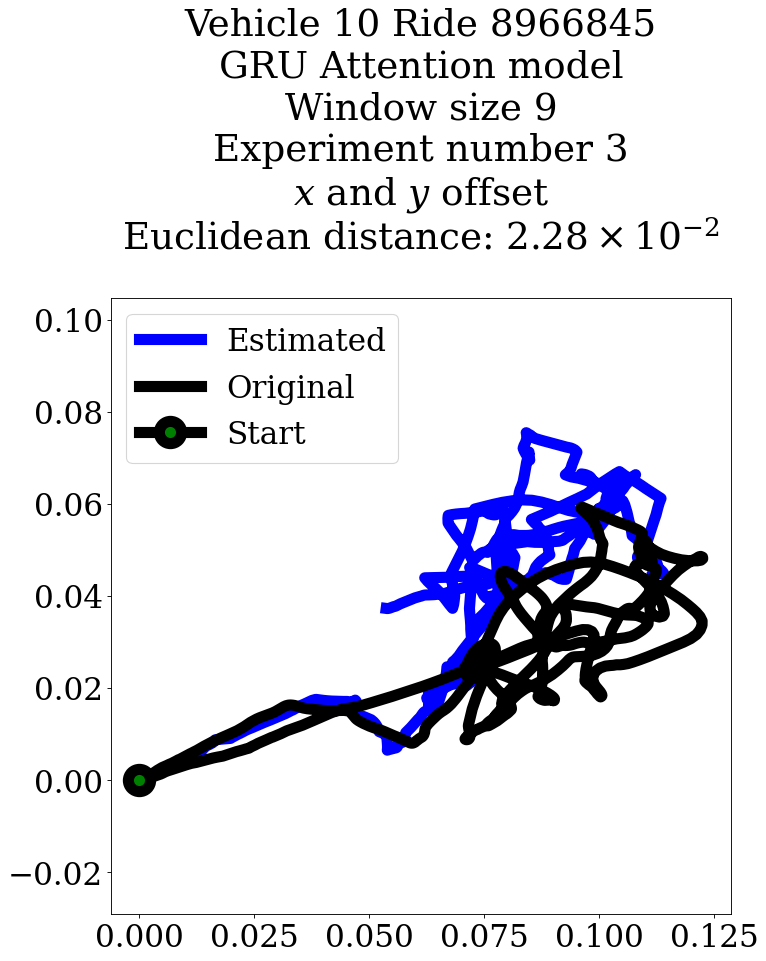 Vehicle 10 Ride 8966845
GRU Attention model
Window size 9
Experiment number 3
x and y offset
Euclidean distance: 2.28 × 10⁻²
Estimated
Original
Start
0.10
0.08
0.06
0.04
0.02
0.00
−0.02
0.000 0.025 0.050 0.075 0.100 0.125